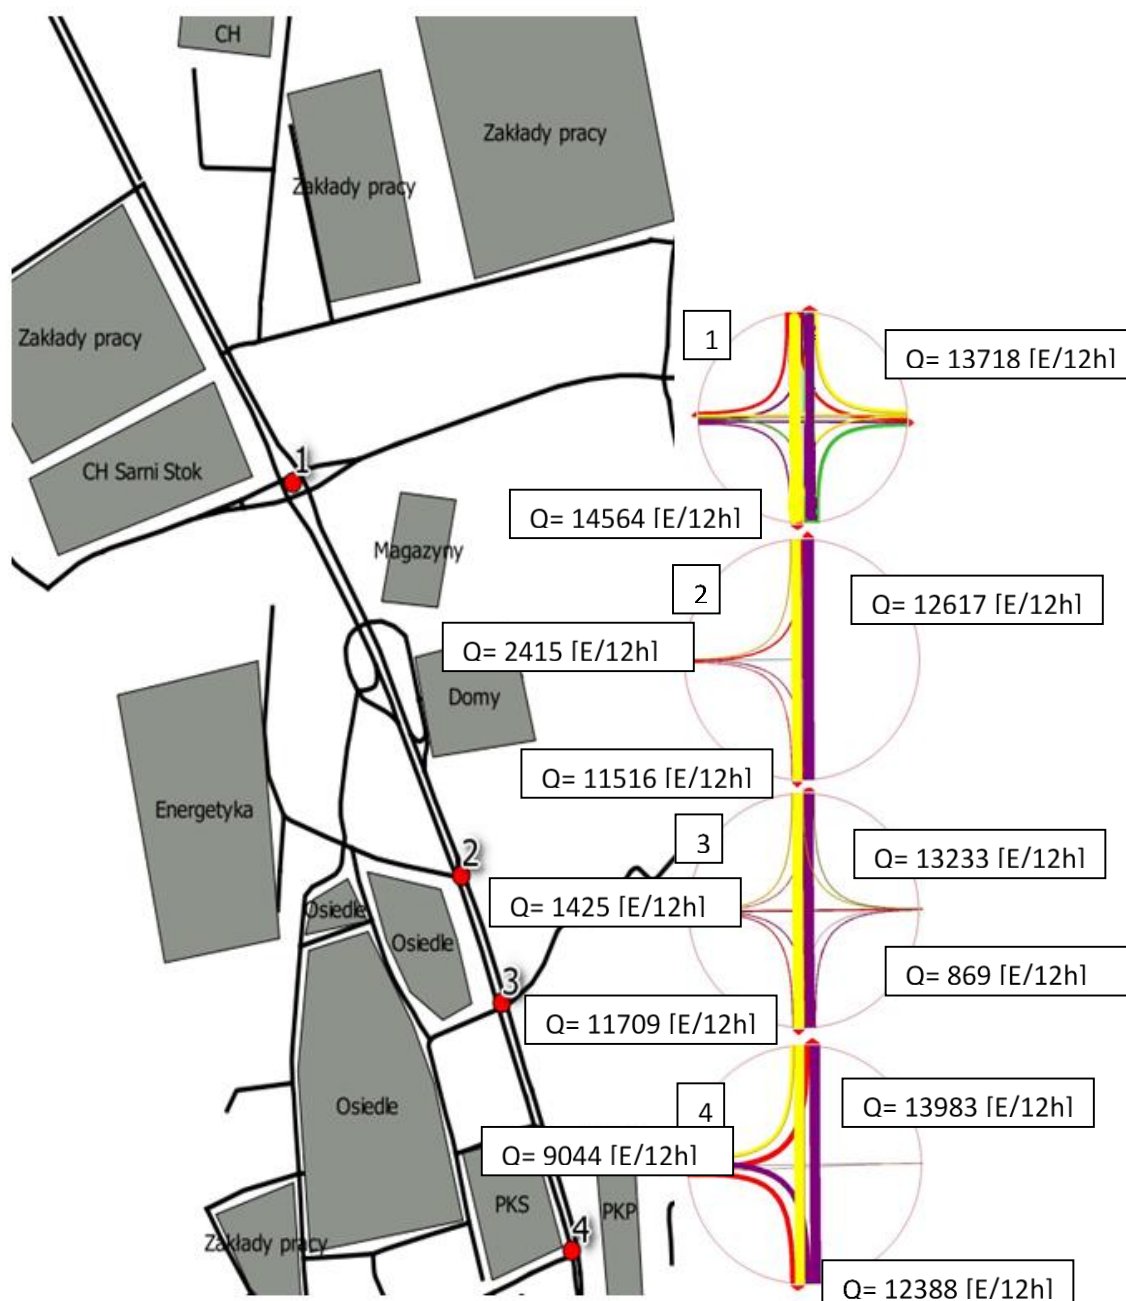 CH
Zakłady pracy
Zakłady pracy
Zakłady pracy
1
Q= 13718 [E/12h]
CH Sarni Stok
1
Q= 14564 [E/12h]
Magazyny
2
Q= 12617 [E/12h]
Q= 2415 [E/12h]
Domy
Q= 11516 [E/12h]
Energetyka
3
2
Q= 13233 [E/12h]
Q= 1425 [E/12h]
Osiedle
Osiedle
Q= 869 [E/12h]
3
Q= 11709 [E/12h]
Osiedle
4
Q= 13983 [E/12h]
Q= 9044 [E/12h]
PKS
PKP
4
Zakłady pracy
Q= 12388 [E/12h]